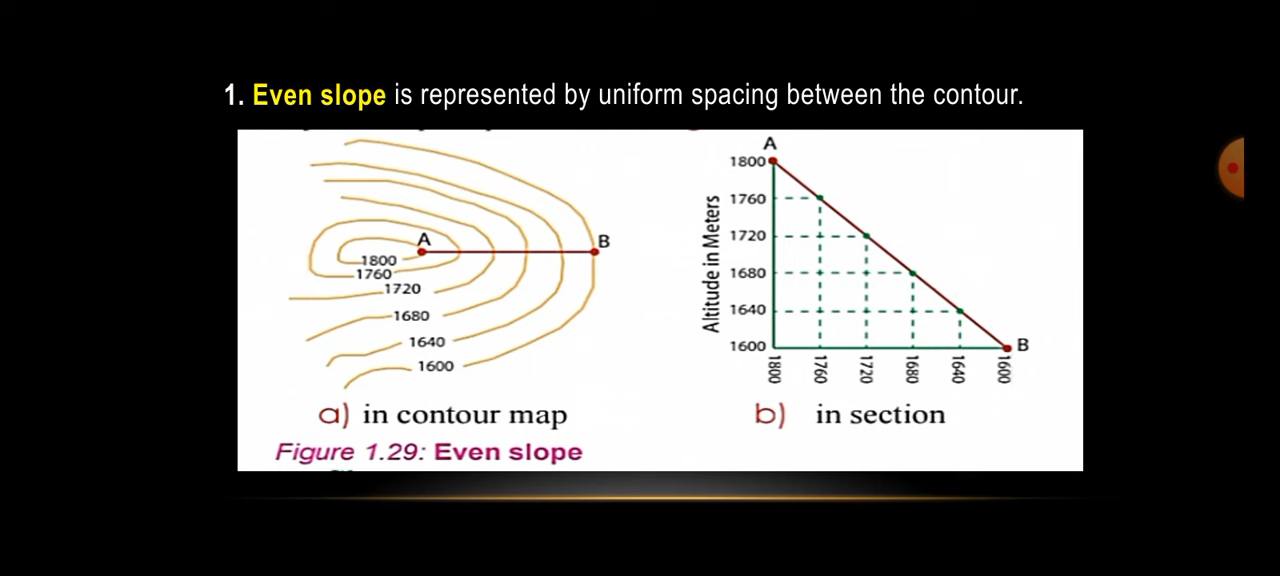 1. Even slope is represented by uniform spacing between the contour.
A
B
1800
1760
1720
1680
1640
1600
a) in contour map
Figure 1.29: Even slope
A
Altitude in Meters
1800
1760
1720
1680
1640
1600
B
1800
1760
1720
1680
1640
1600
b) in section